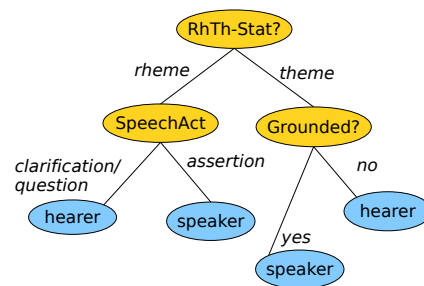 RhTh-Stat?
rheme
theme
SpeechAct
Grounded?
clarification/
question
assertion
no
hearer
speaker
hearer
yes
speaker